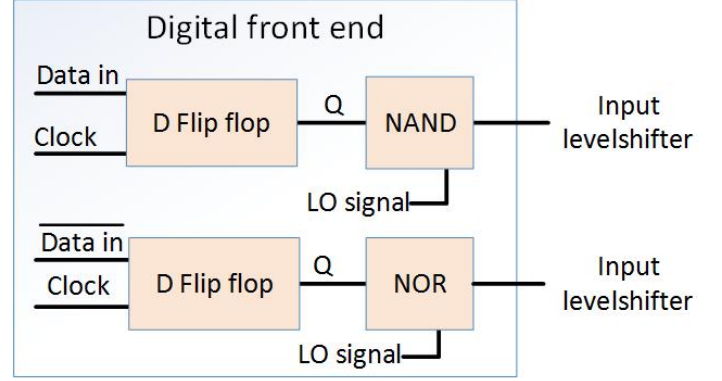 Digital front end
Data in
Clock
D Flip flop
Q
NAND
LO signal
Input
levelshifter
Data in
Clock
D Flip flop
Q
NOR
LO signal
Input
levelshifter